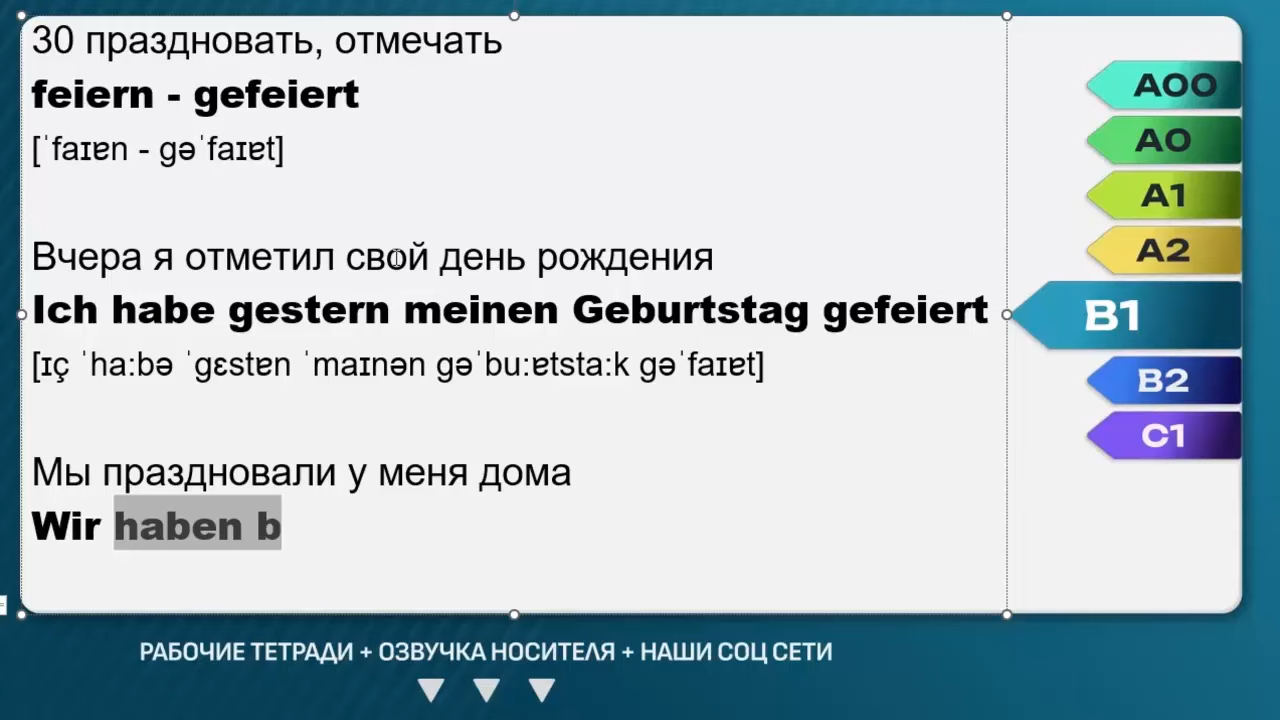 30 праздновать, отмечать
feiern - gefeiert
[ˈfaɪɐn - ɡəˈfaɪɐt]
Вчера я отметил свой день рождения
Ich habe gestern meinen Geburtstag gefeiert
[ɪç ˈha:bə ˈɡɛstɐn ˈmaɪnən ɡəˈbu:ɐtsta:k ɡəˈfaɪɐt]
Мы праздновали у меня дома
Wir haben b
A00
A0
A1
A2
B1
B2
C1
РАБОЧИЕ ТЕТРАДИ + ОЗВУЧКА НОСИТЕЛЯ + НАШИ СОЦ СЕТИ